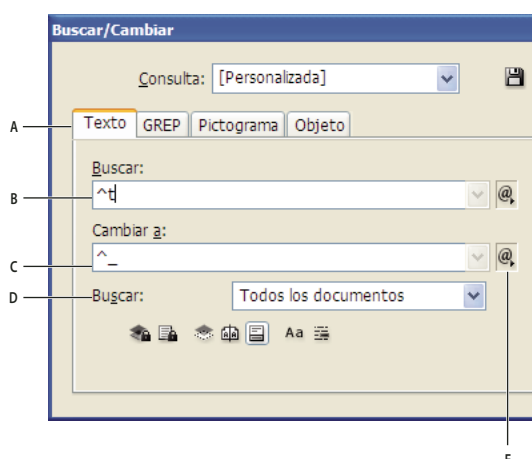 Buscar/Cambiar
Consulta: [Personalizada]
A
Texto GREP Pictograma Objeto
Buscar:
B
^t
@
Cambiar a:
C
^_
@
D
Buscar: Todos los documentos
Aa